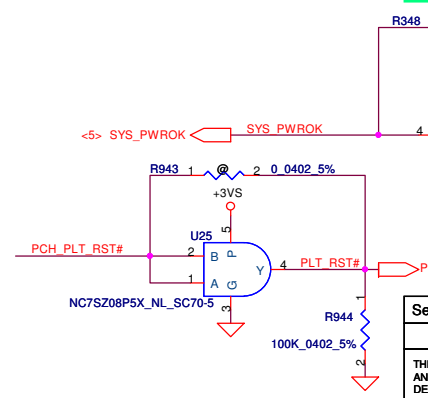 R348
<5> SYS_PWROK SYS_PWROK 4
R943 1 @ 2 0_0402_5%
+3VS
U25 5
PCH_PLT_RST# 2 B P Y 4 PLT_RST# P
1 A G
NC7SZ08P5X_NL_SC70-5 3
1
R944
100K_0402_5%
2
Se
TH
AN
DE